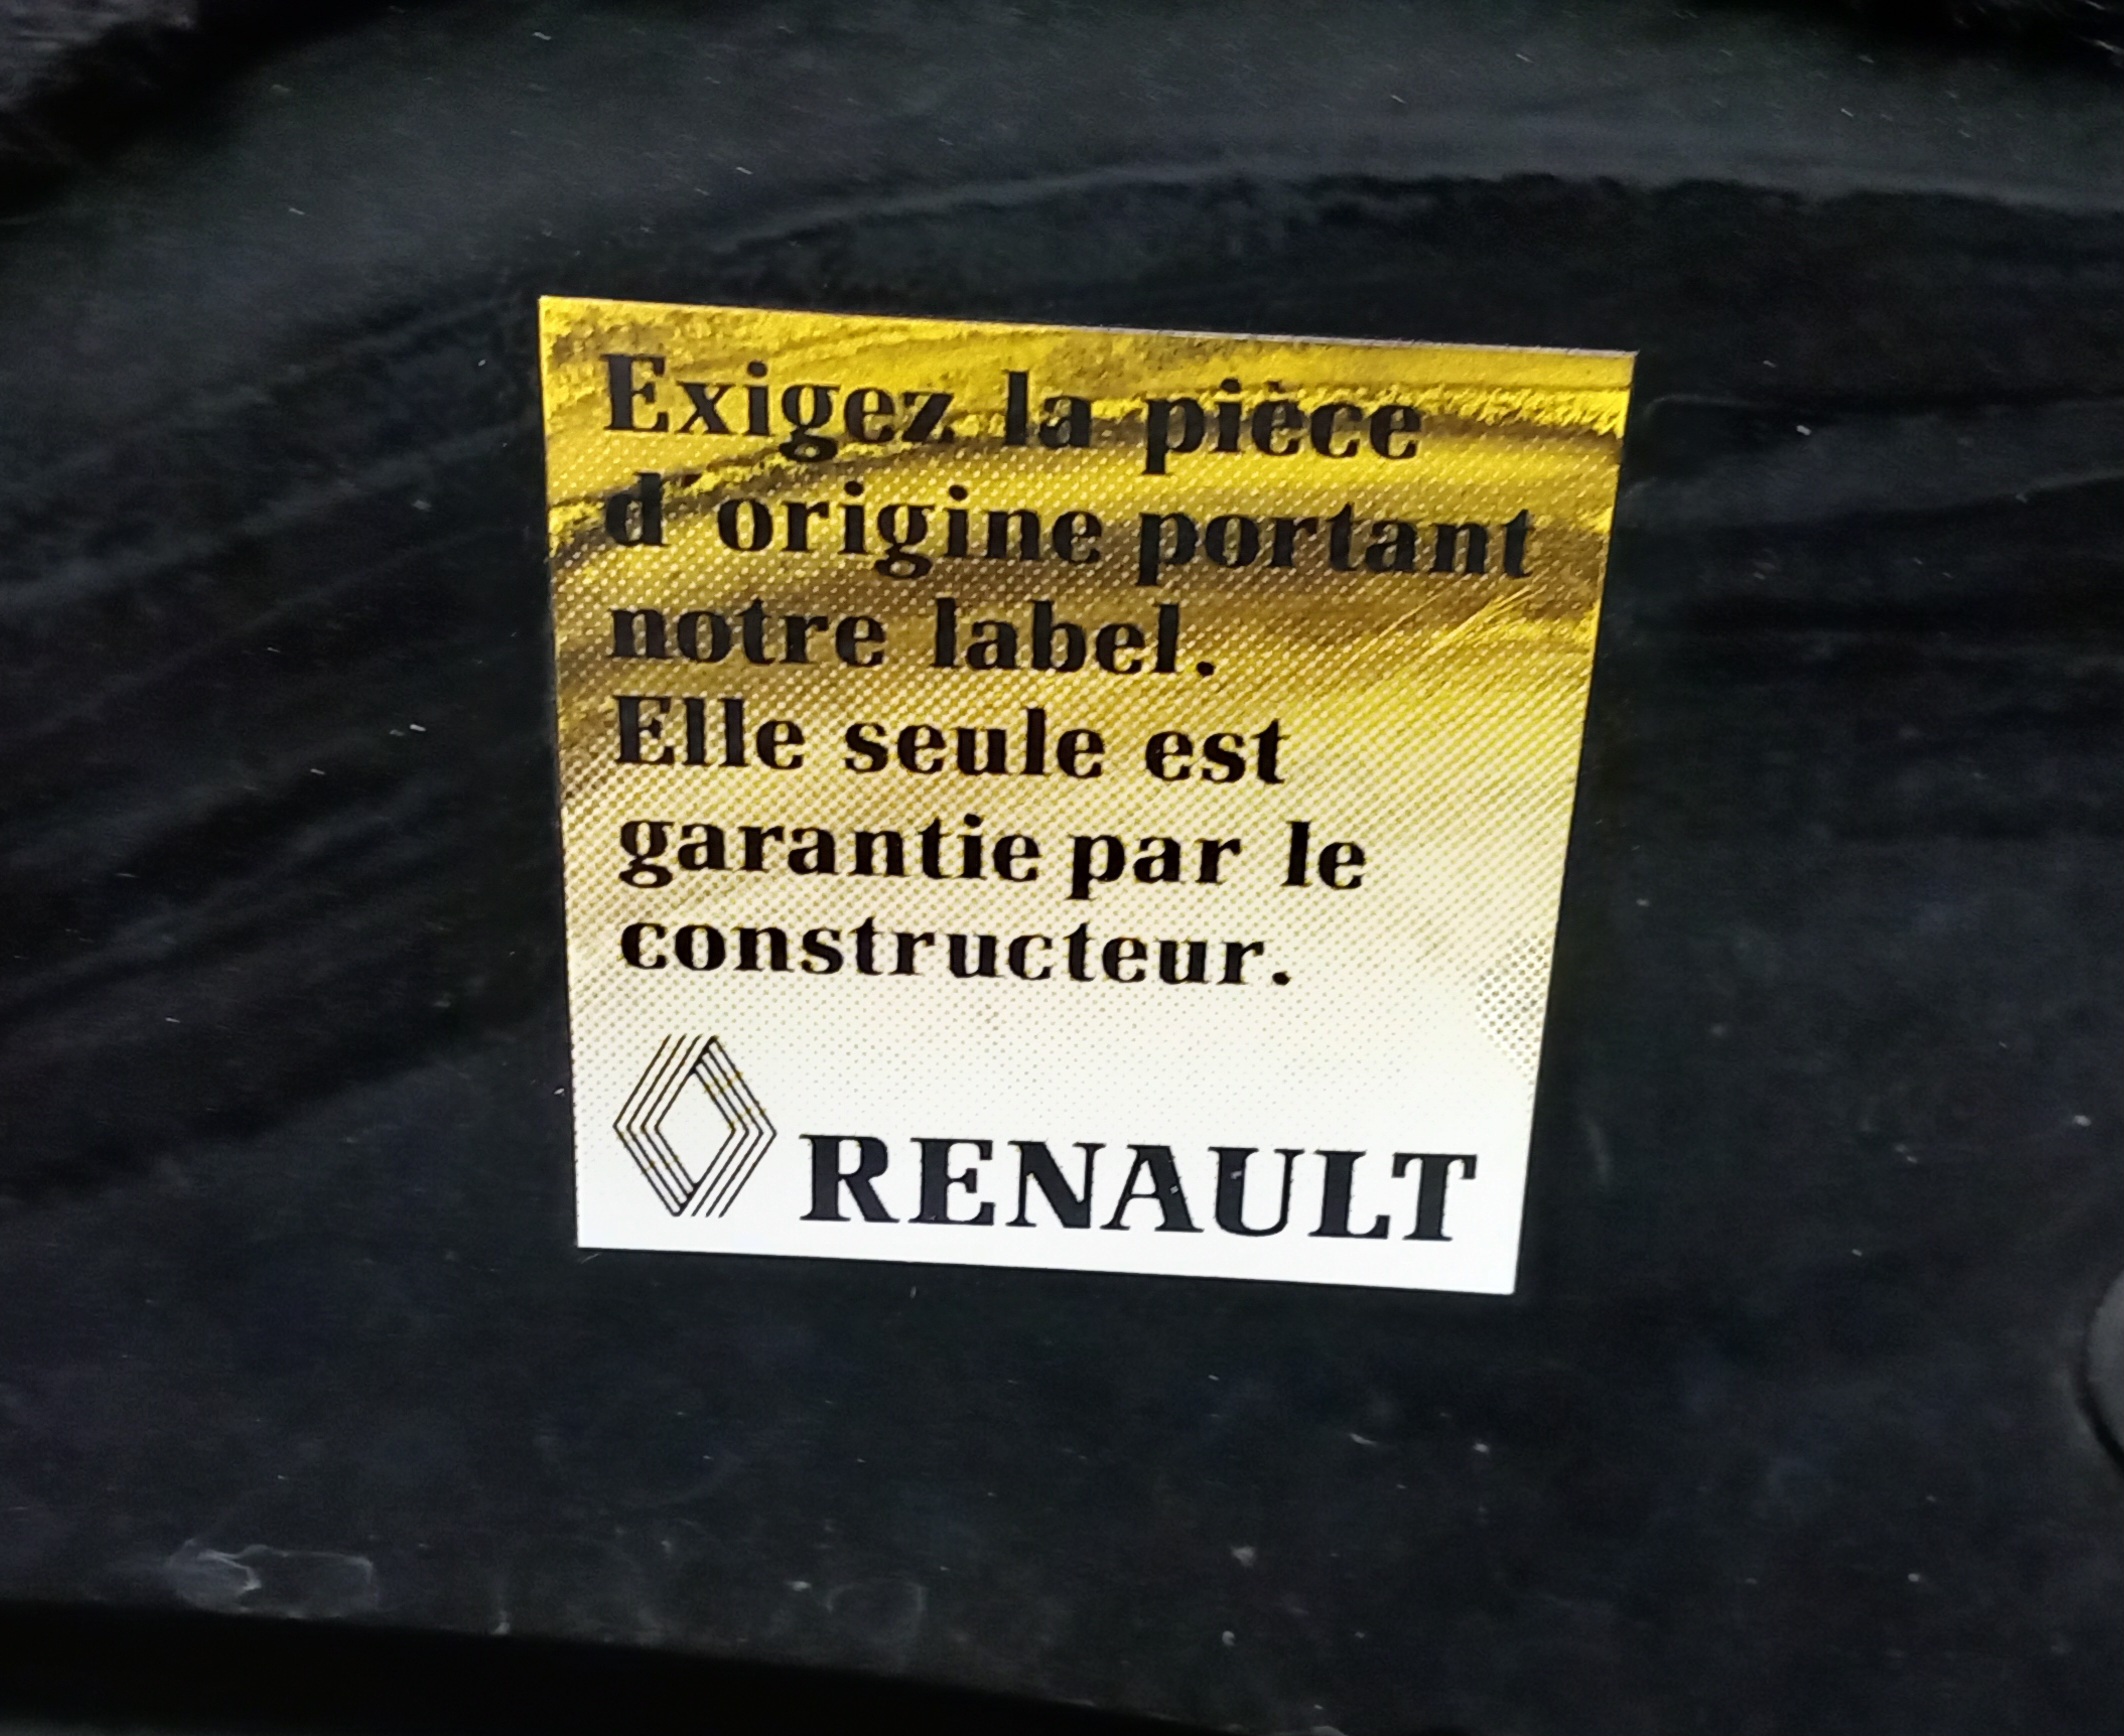 Exigez la pièce
d'origine portant
notre label.
Elle seule est
garantie par le
constructeur.
RENAULT